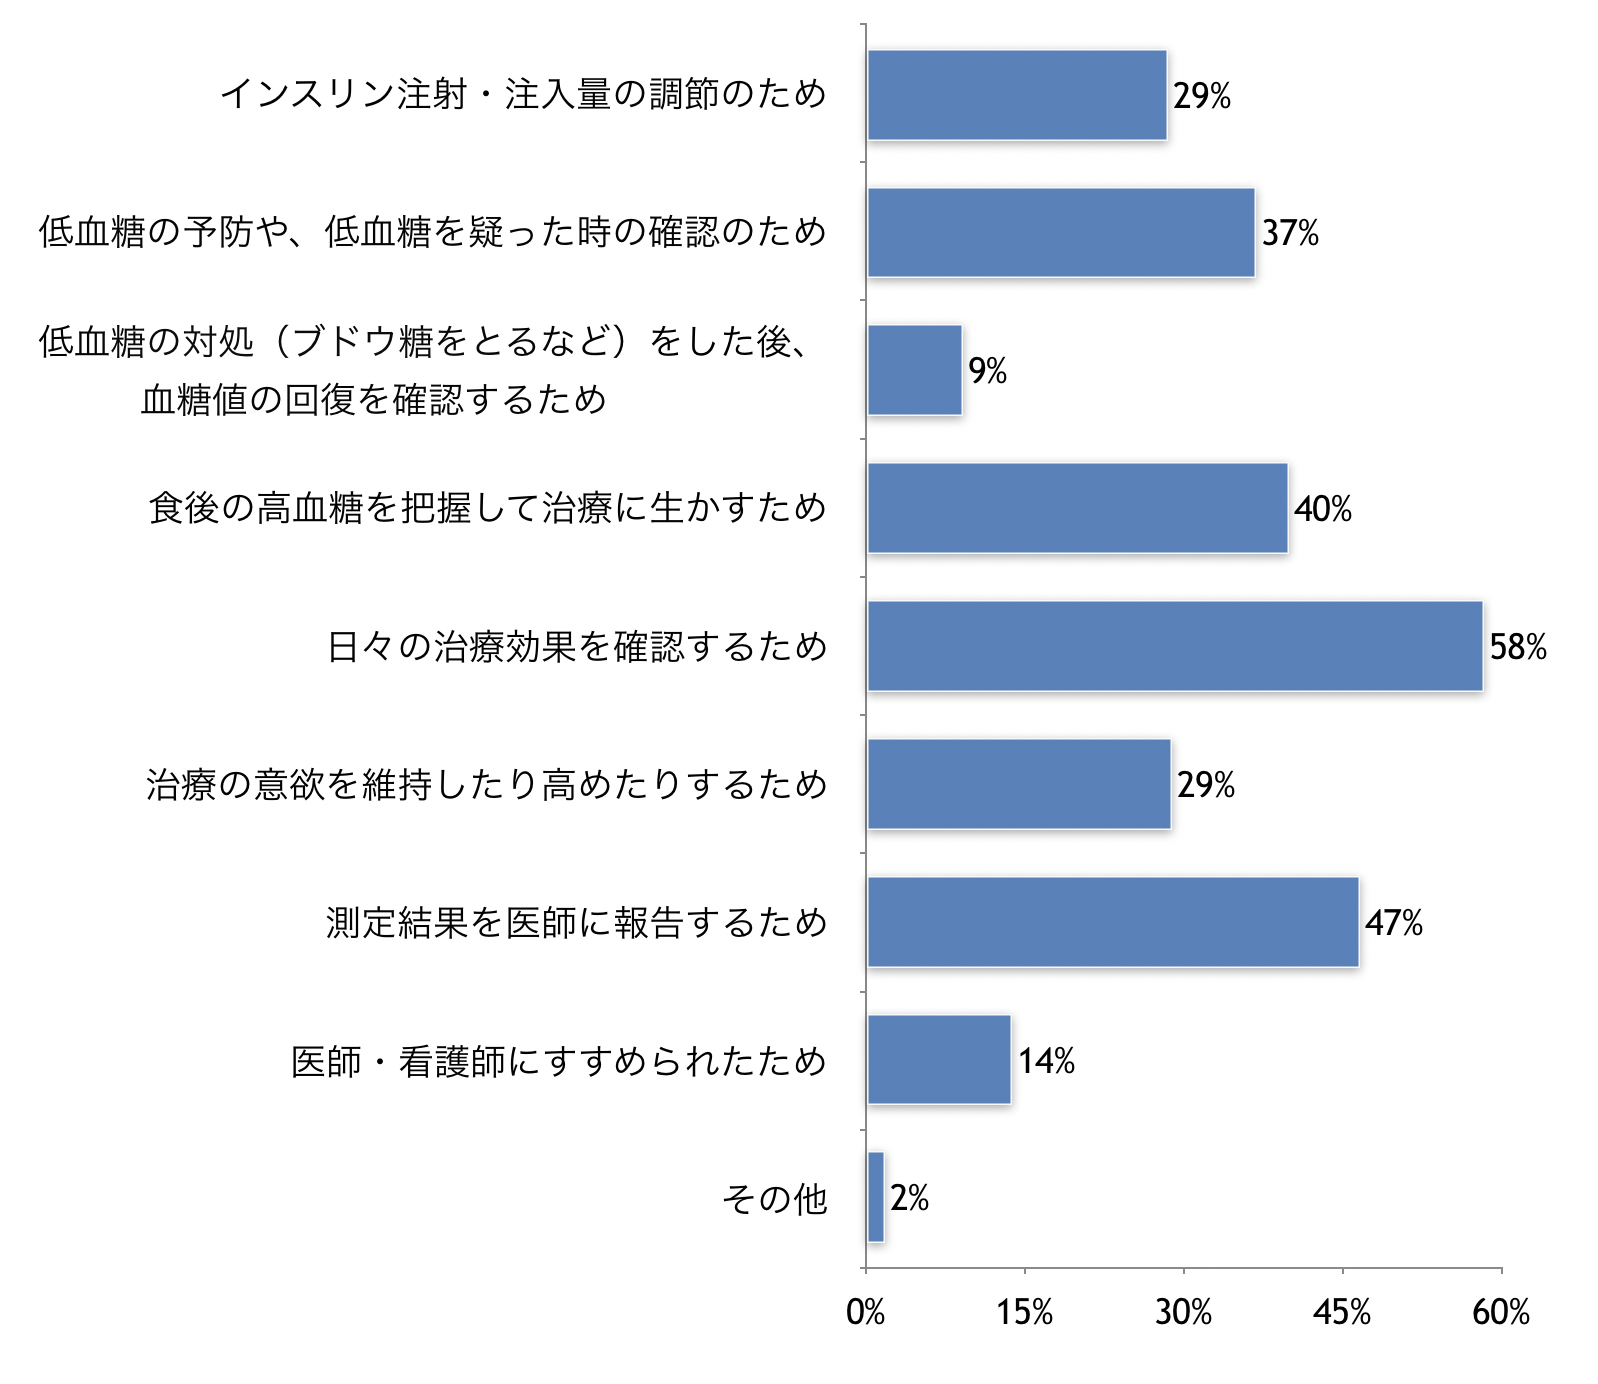 インスリン注射・注入量の調節のため
29%
低血糖の予防や、低血糖を疑った時の確認のため
37%
低血糖の対処（ブドウ糖をとるなど）をした後、
血糖値の回復を確認するため
9%
食後の高血糖を把握して治療に生かすため
40%
日々の治療効果を確認するため
58%
治療の意欲を維持したり高めたりするため
29%
測定結果を医師に報告するため
47%
医師・看護師にすすめられたため
14%
その他
2%
0% 15% 30% 45% 60%